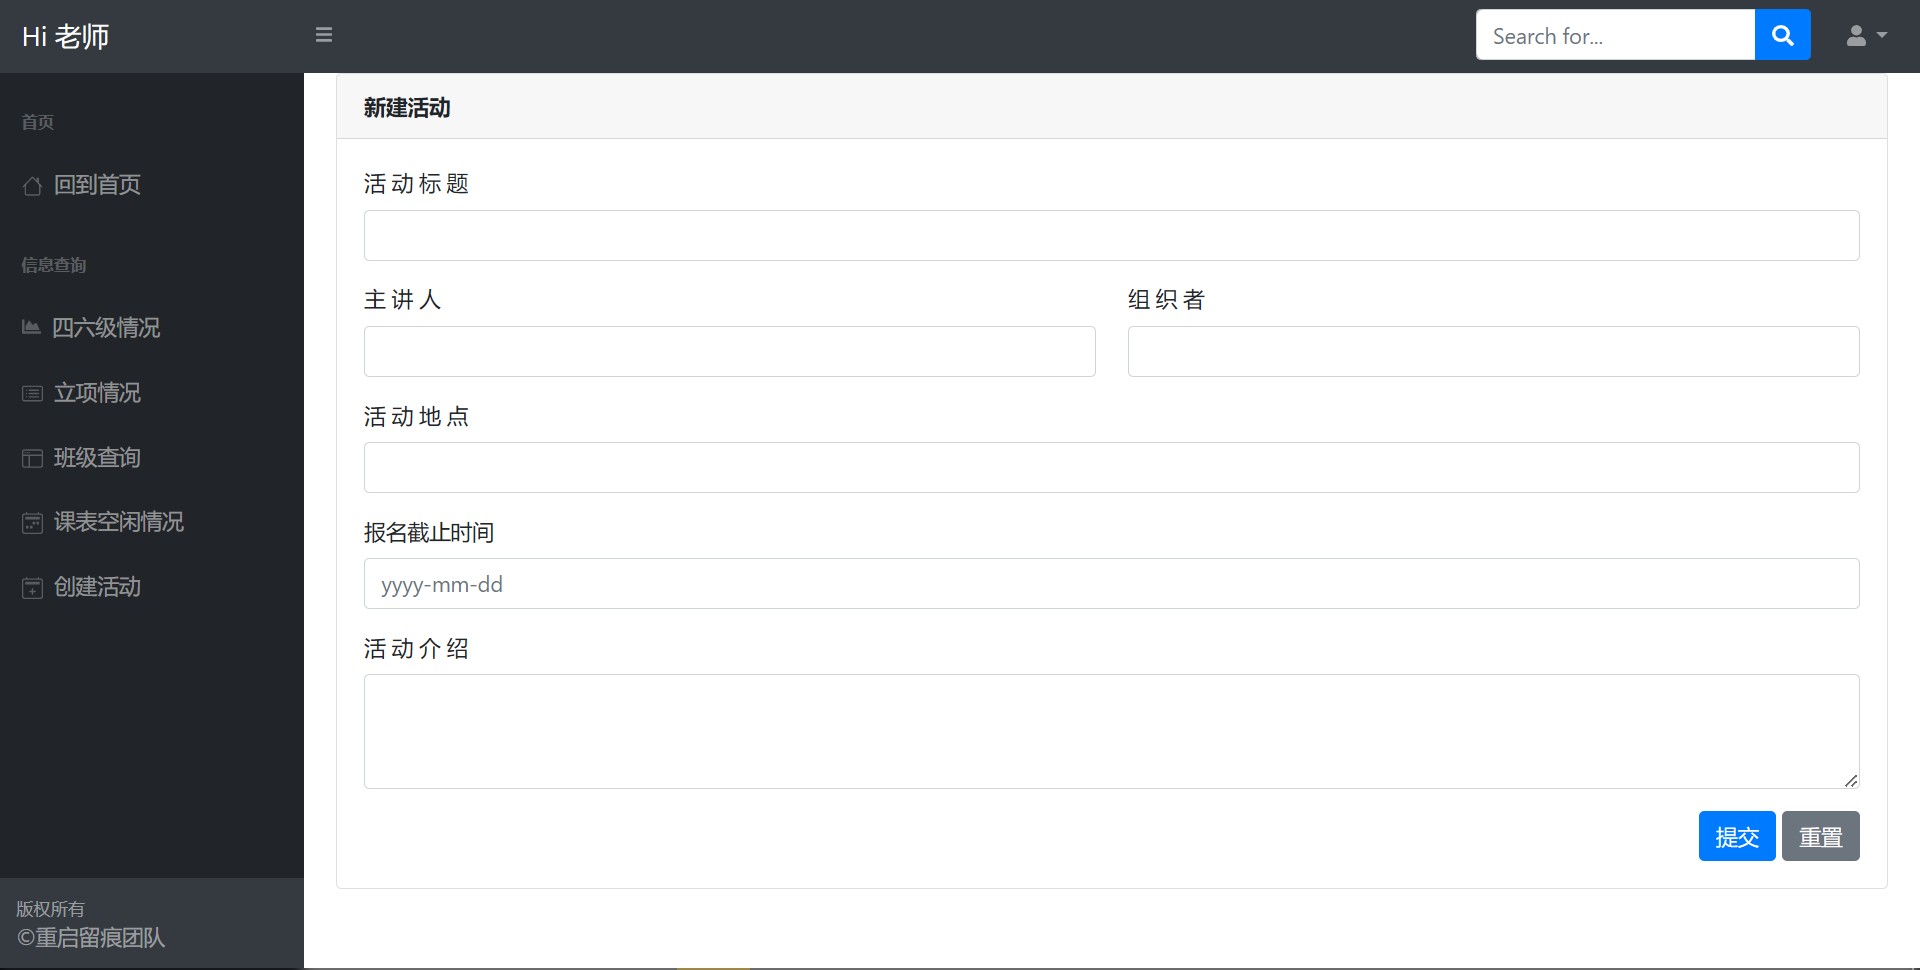 Hi 老师
Search for...
首页
回到首页
信息查询
四六级情况
立项情况
班级查询
课表空闲情况
创建活动
版权所有
©重启留痕团队
新建活动
活 动 标 题
主 讲 人
组 织 者
活 动 地 点
报名截止时间
yyyy-mm-dd
活 动 介 绍
提交
重置